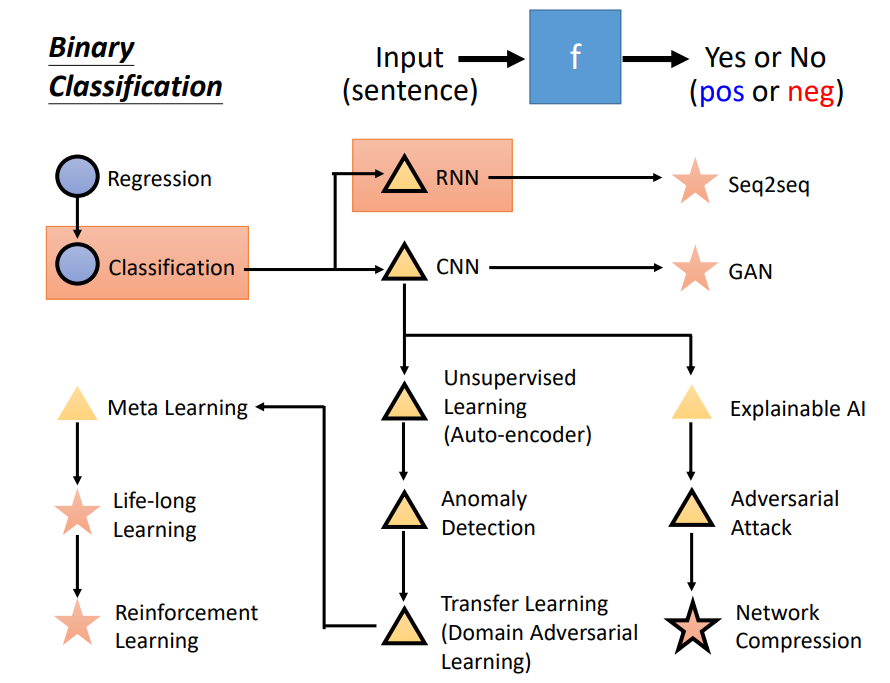 Binary
Classification
Input
(sentence)
f
Yes or No
(pos or neg)
Regression
RNN
Seq2seq
Classification
CNN
GAN
Meta Learning
Unsupervised
Learning
(Auto-encoder)
Explainable AI
Life-long
Learning
Anomaly
Detection
Adversarial
Attack
Reinforcement
Learning
Transfer Learning
(Domain Adversarial
Learning)
Network
Compression